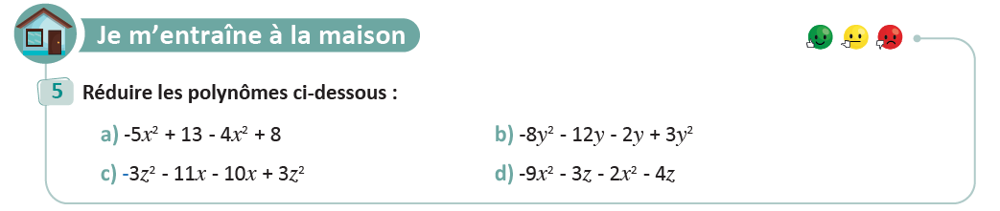 Je m’entraîne à la maison
5 Réduire les polynômes ci-dessous :
a) -5x² + 13 - 4x² + 8
b) -8y² - 12y - 2y + 3y²
c) -3z² - 11x - 10x + 3z²
d) -9x² - 3z - 2x² - 4z